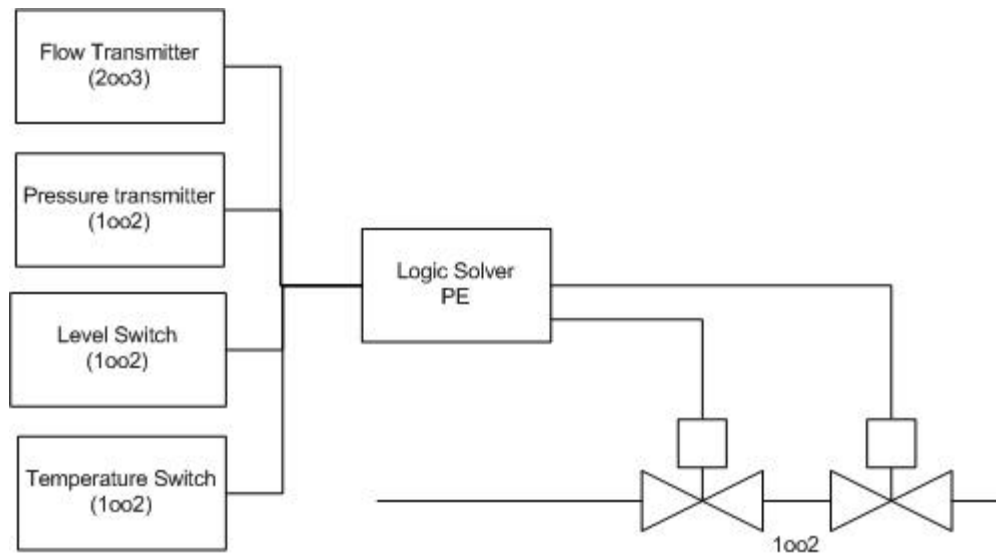 Flow Transmitter
(2oo3)
Pressure transmitter
(1oo2)
Logic Solver
PE
Level Switch
(1oo2)
Temperature Switch
(1oo2)
1oo2